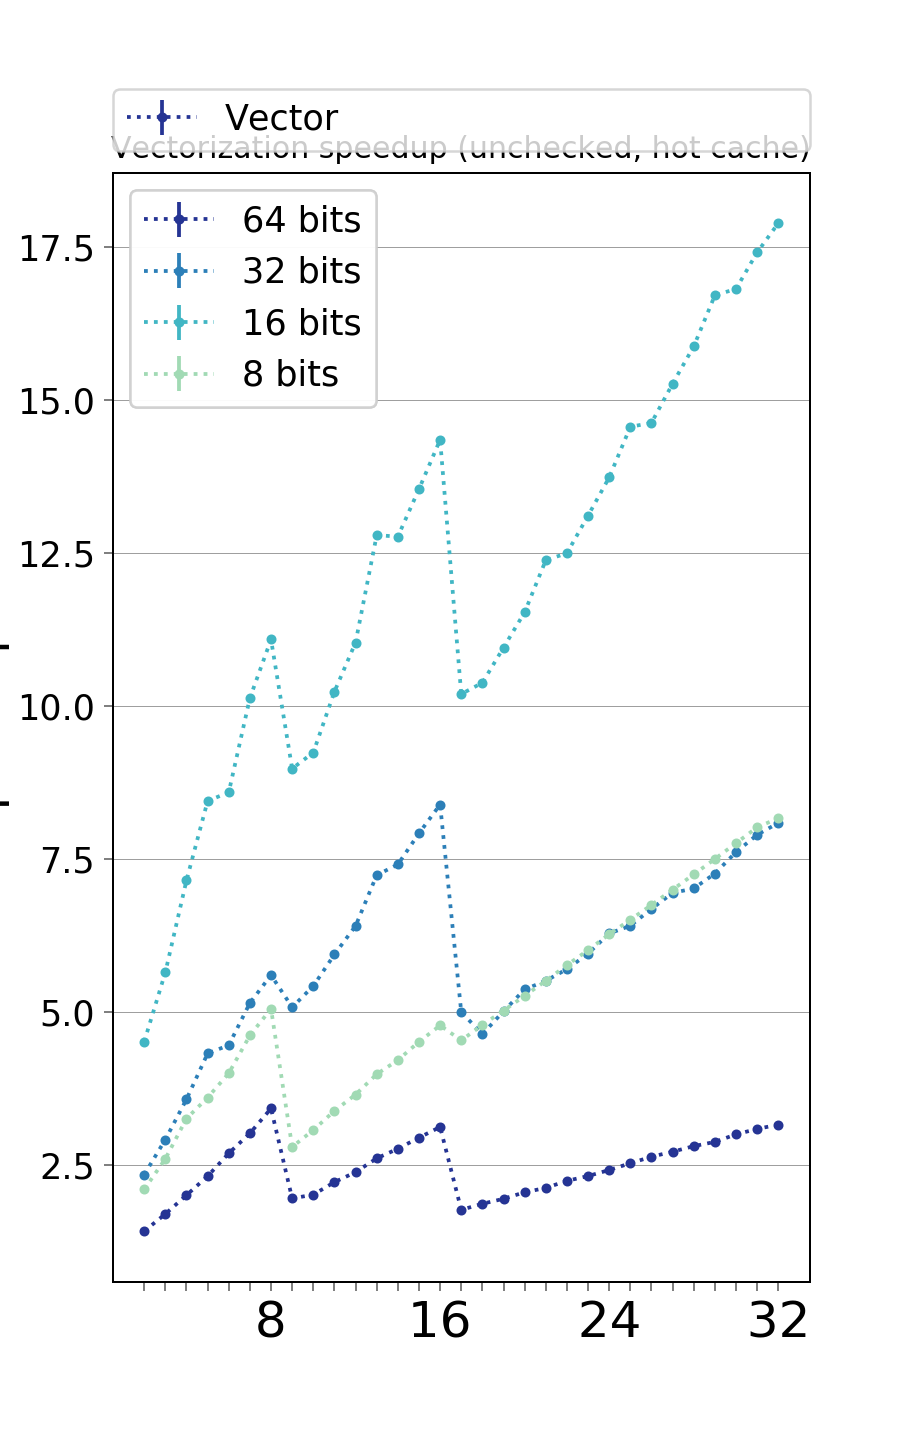 Vector
Vectorization speedup (unchecked, hot cache)
64 bits
32 bits
16 bits
8 bits
17.5
15.0
12.5
10.0
7.5
5.0
2.5
8 16 24 32